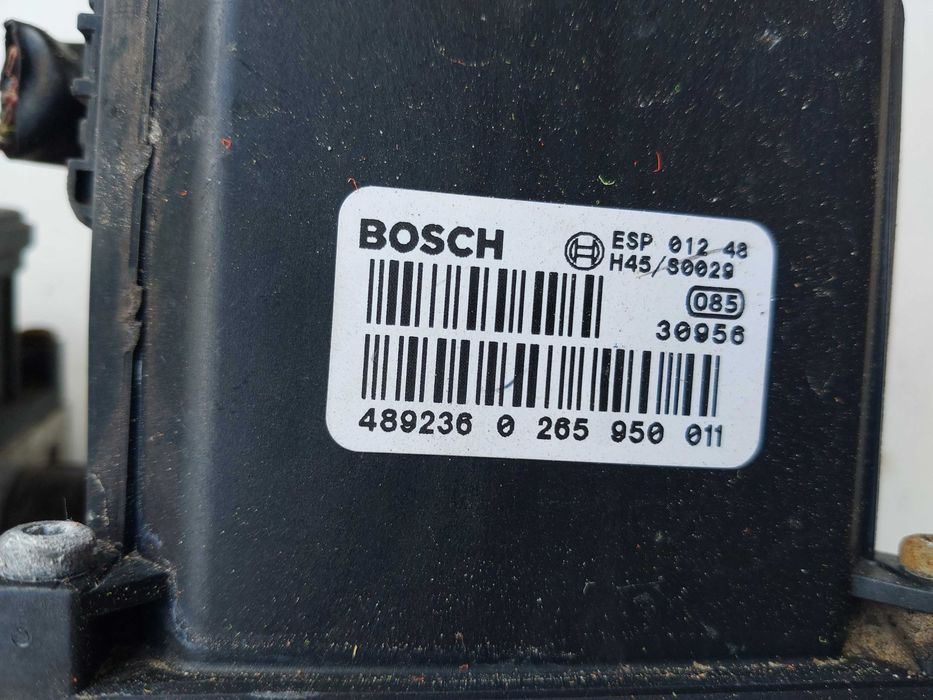 BOSCH
ESP 012 48
H45/S0029
085
30956
489236 0 265 950 011